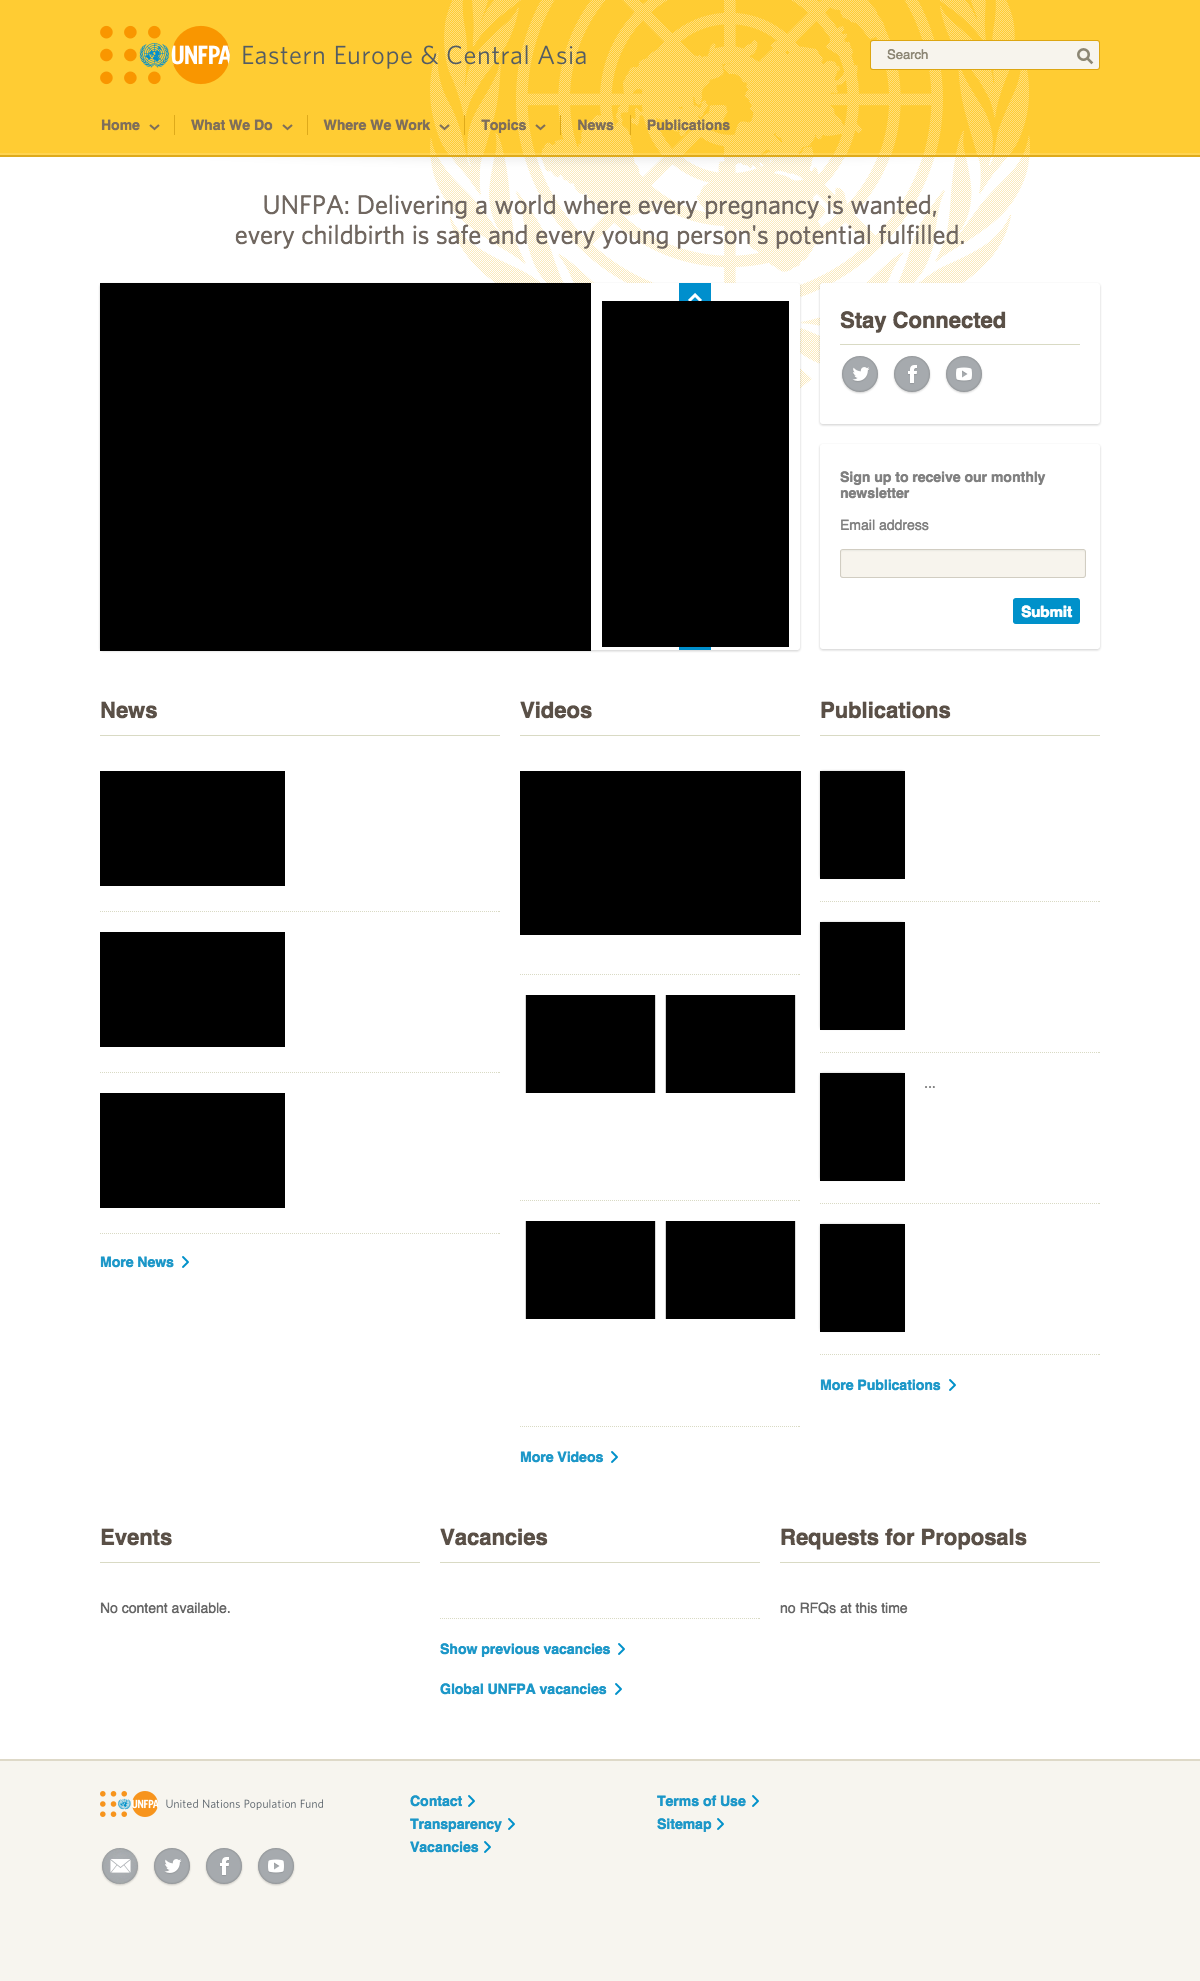 UNFPA Eastern Europe & Central Asia
Search
Home
What We Do
Where We Work
Topics
News
Publications
UNFPA: Delivering a world where every pregnancy is wanted,
every childbirth is safe and every young person's potential fulfilled.
Stay Connected
Sign up to receive our monthly
newsletter
Email address
Submit
News
More News
Videos
More Videos
Publications
...
More Publications
Events
No content available.
Vacancies
Show previous vacancies
Global UNFPA vacancies
Requests for Proposals
no RFQs at this time
UNFPA United Nations Population Fund
Contact
Transparency
Vacancies
Terms of Use
Sitemap